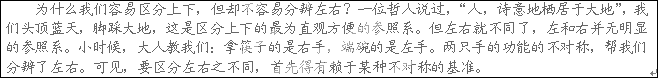 为什么我们容易区分上下，但却不容易分辨左右？一位哲人说过，“人，诗意地栖居于大地”，我
们头顶蓝天，脚踩大地，这是区分上下的最为直观方便的参照系。但左右就不同了，左和右并无明显
的参照系。小时候，大人教我们：拿筷子的是右手，端碗的是左手。两只手的功能的不对称，帮我们
分辨了左右。可见，要区分左右之不同，首先得有赖于某种不对称的基准。